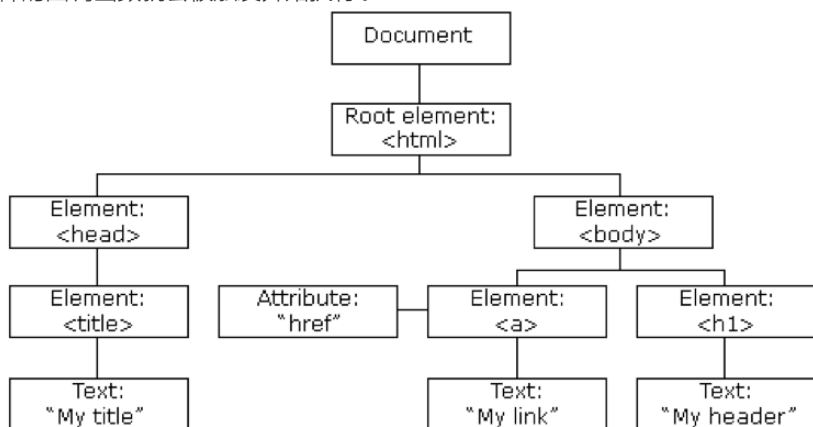 Document
Root element:
<html>
Element:
<head>
Element:
<body>
Element:
<title>
Attribute:
"href"
Element:
<a>
Element:
<h1>
Text:
"My title"
Text:
"My link"
Text:
"My header"